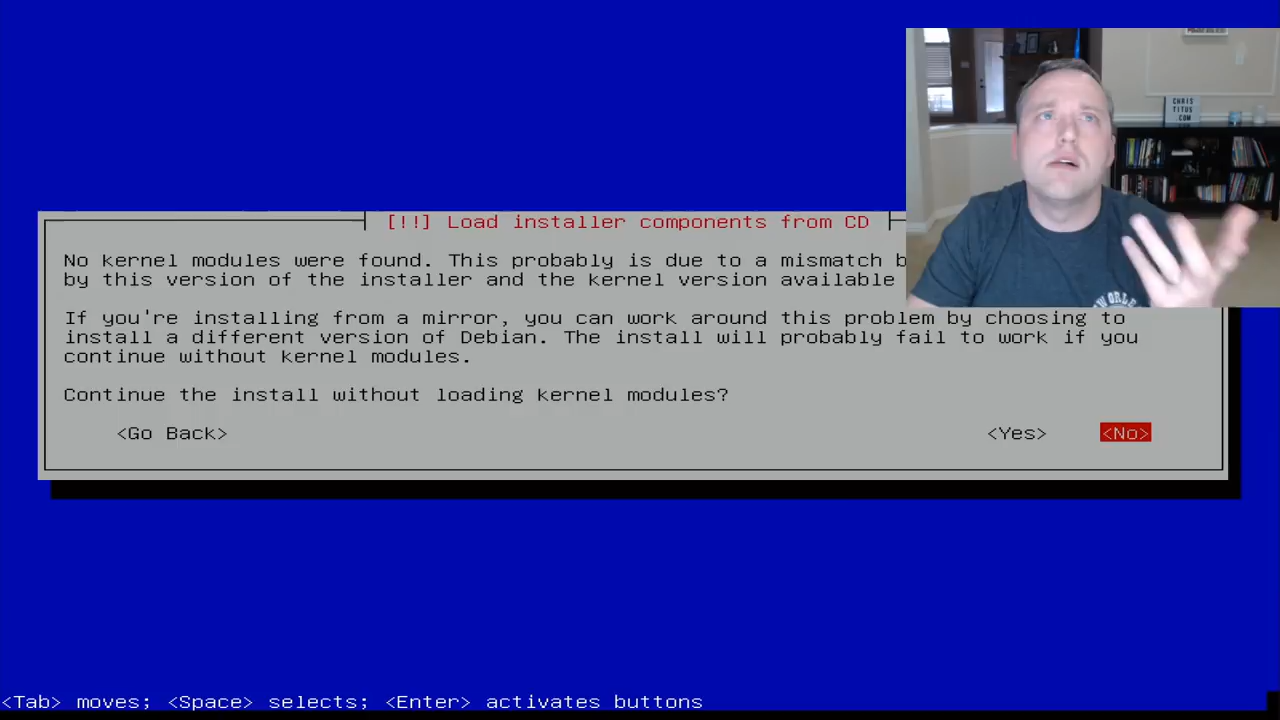 [!!] Load installer components from CD
No kernel modules were found. This probably is due to a mismatch
by this version of the installer and the kernel version available
If you're installing from a mirror, you can work around this problem by choosing to
install a different version of Debian. The install will probably fail to work if you
continue without kernel modules.
Continue the install without loading kernel modules?
<Go Back> <Yes> <No>
<Tab> moves; <Space> selects; <Enter> activates buttons
CHRIS
TITUS
.COM